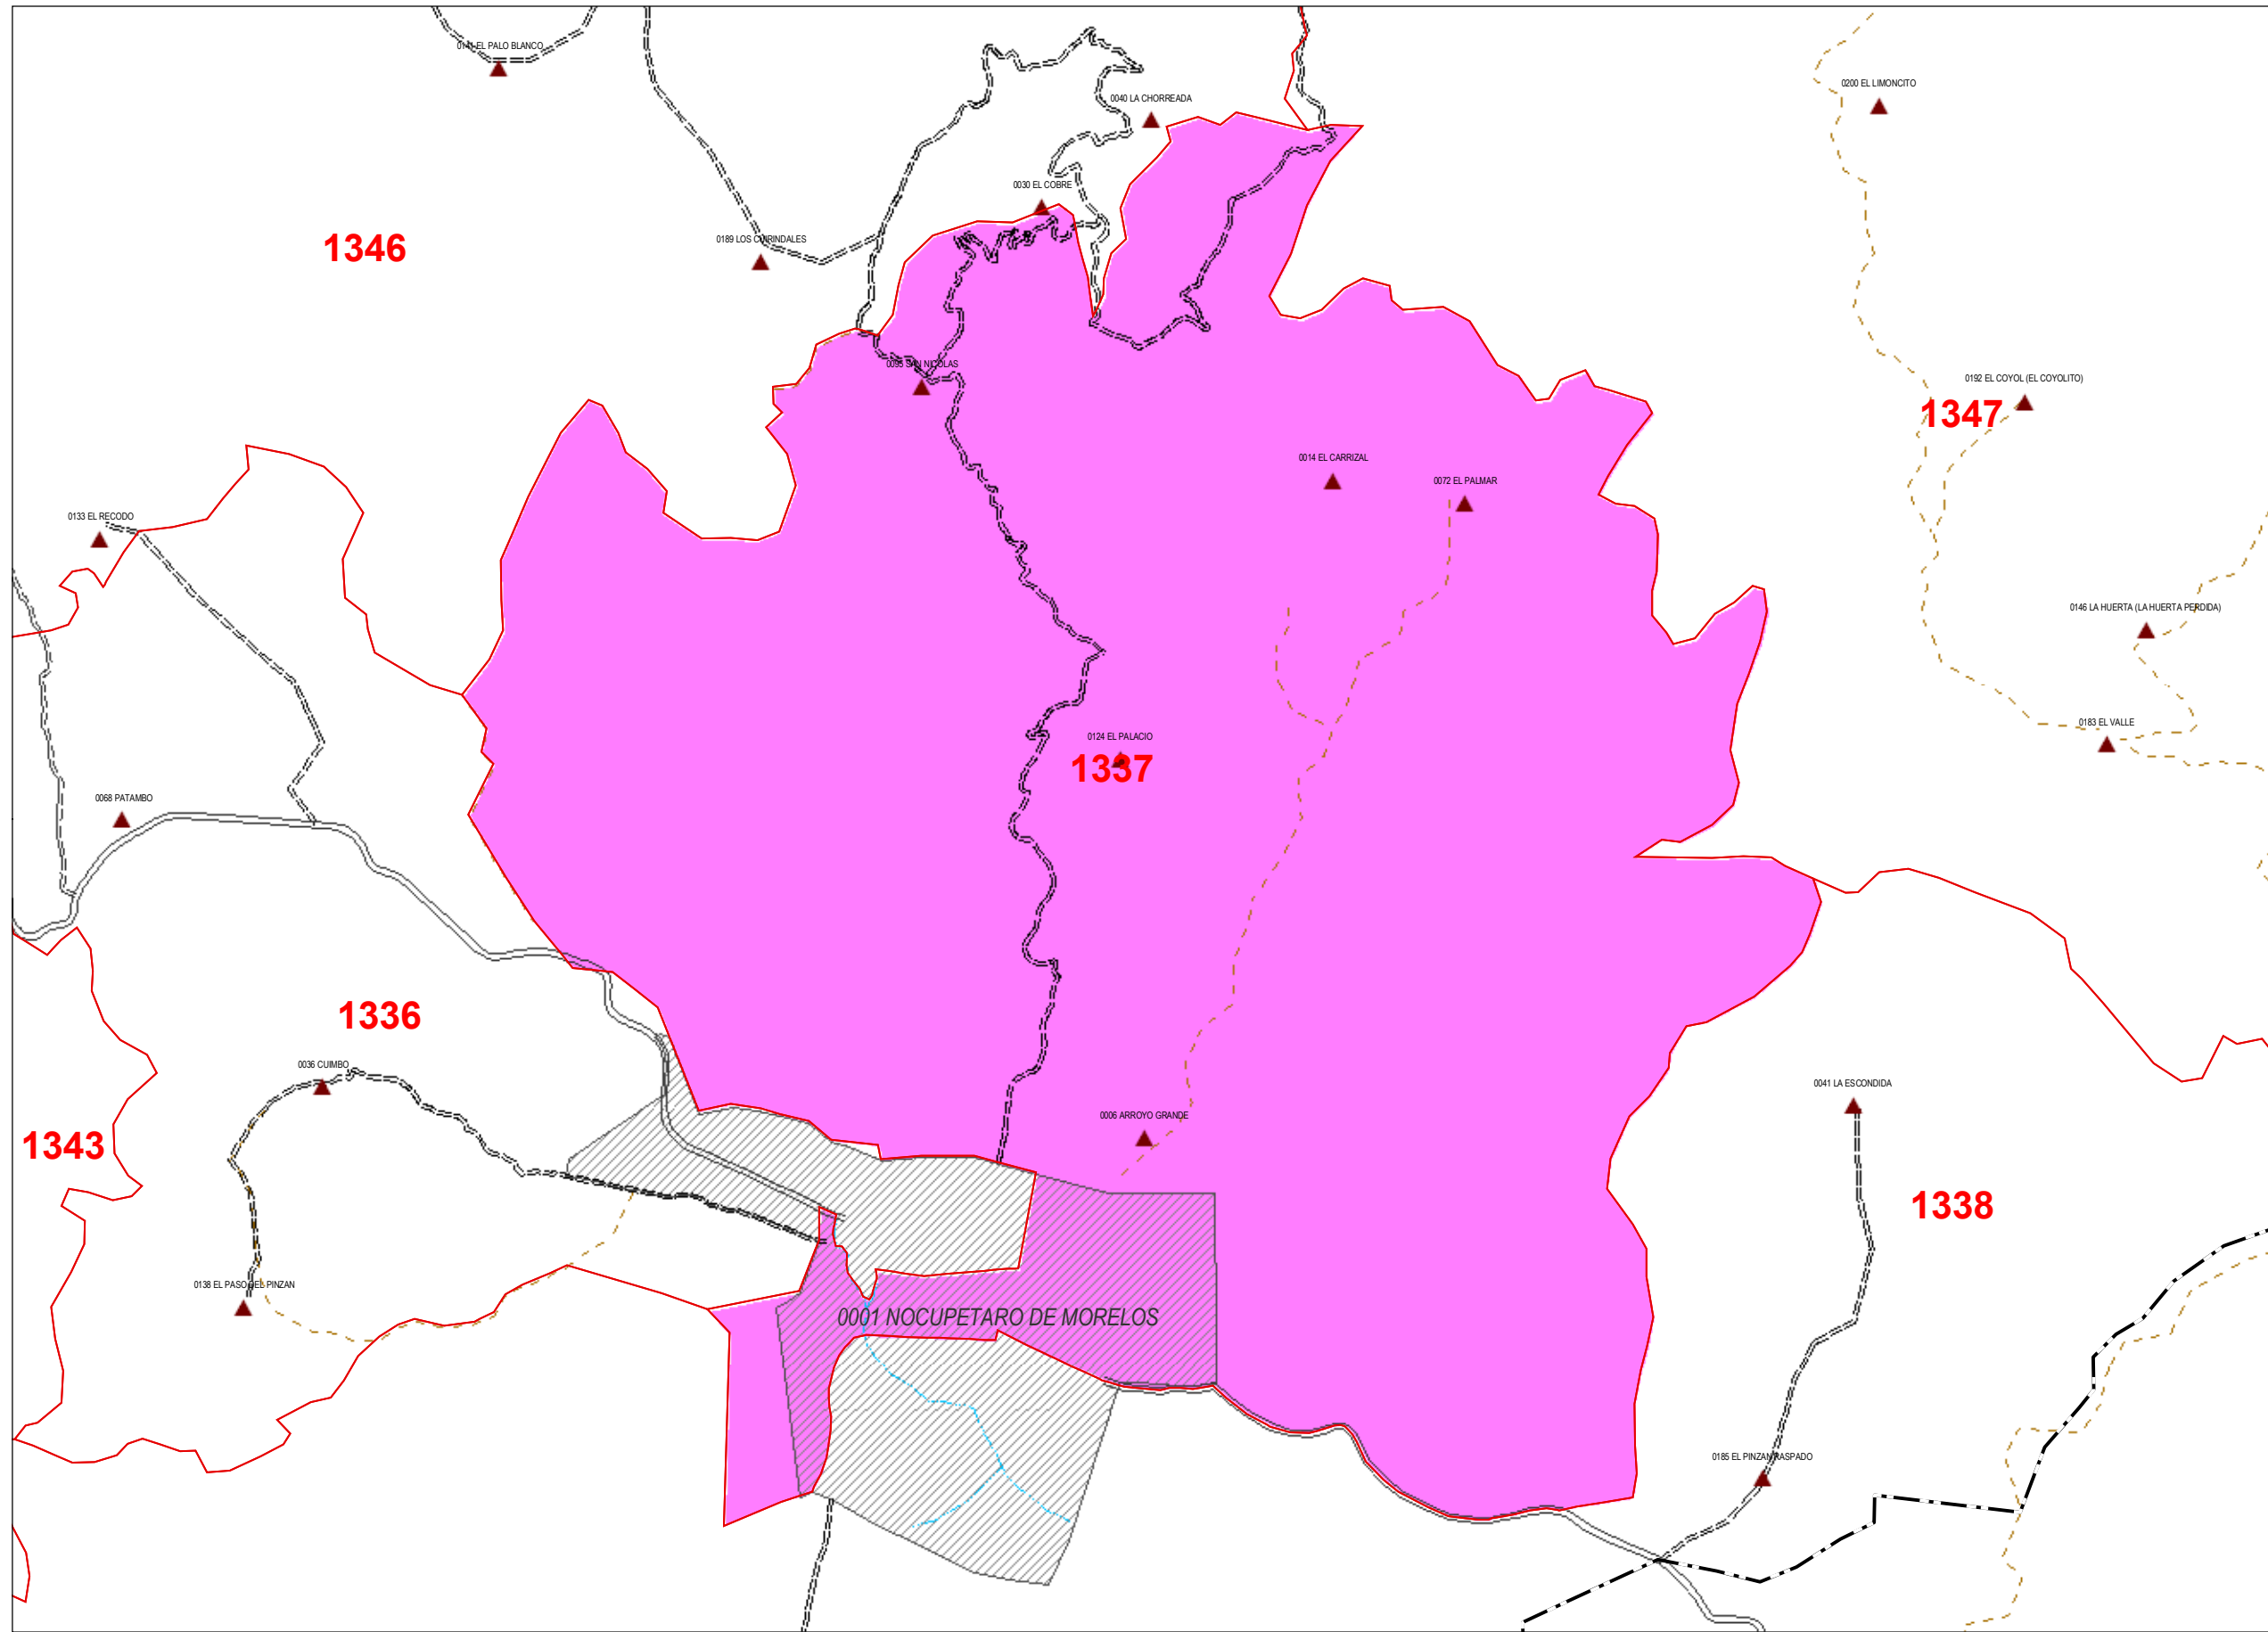 0141 EL PALO BLANCO
0200 EL LIMONCITO
0040 LA CHORREADA
0030 EL COBRE
1346
0189 LOS CUIRINDALES
0095 SAN NICOLAS
0192 EL COYOL (EL COYOLITO)
1347
0014 EL CARRIZAL
0072 EL PALMAR
0133 EL RECODO
0146 LA HUERTA (LA HUERTA PERDIDA)
0183 EL VALLE
0124 EL PALACIO
1337
0068 PATAMBO
1336
0036 CUIMBO
0041 LA ESCONDIDA
0006 ARROYO GRANDE
1343
1338
0138 EL PASO DEL PINZAN
0001 NOCUPETARO DE MORELOS
0185 EL PINZAN RASPADO